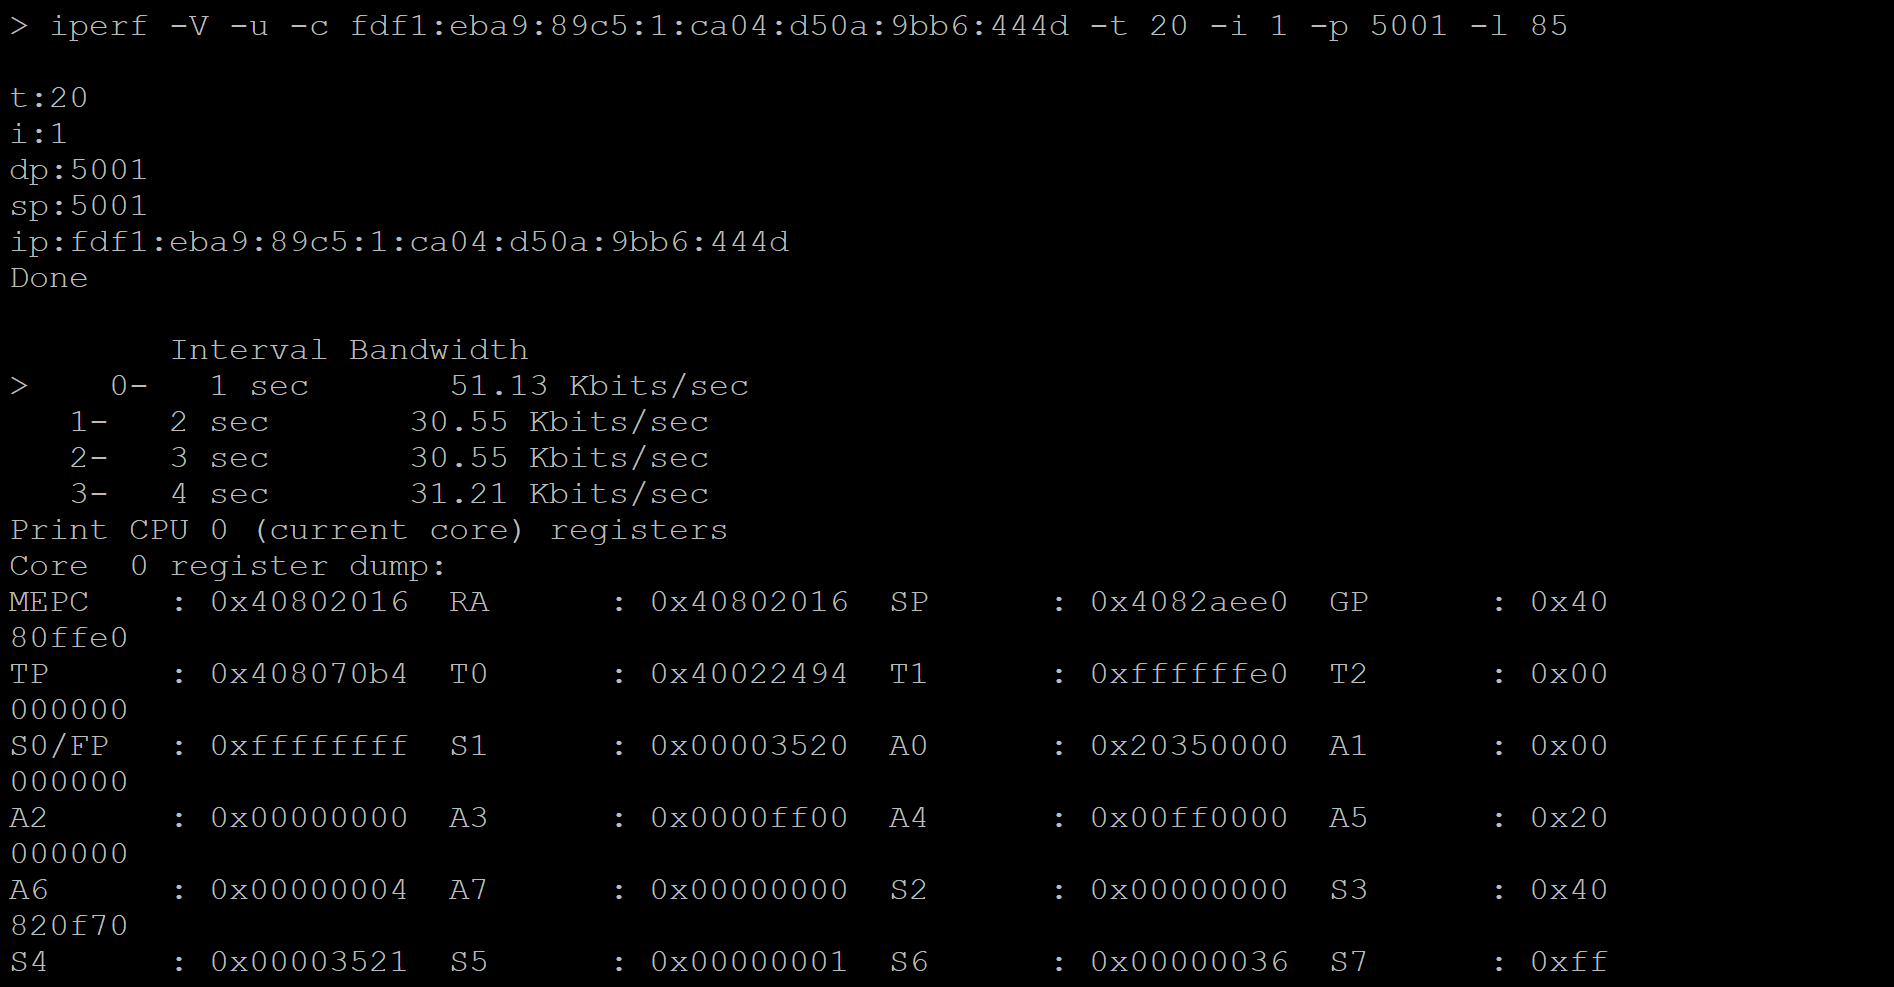 > iperf -V -u -c fdf1:eba9:89c5:1:ca04:d50a:9bb6:444d -t 20 -i 1 -p 5001 -l 85
t:20
i:1
dp:5001
sp:5001
ip:fdf1:eba9:89c5:1:ca04:d50a:9bb6:444d
Done
Interval Bandwidth
> 0- 1 sec 51.13 Kbits/sec
1- 2 sec 30.55 Kbits/sec
2- 3 sec 30.55 Kbits/sec
3- 4 sec 31.21 Kbits/sec
Print CPU 0 (current core) registers
Core 0 register dump:
MEPC : 0x40802016 RA : 0x40802016 SP : 0x4082aee0 GP : 0x40
80ffe0
TP : 0x408070b4 T0 : 0x40022494 T1 : 0xffffffe0 T2 : 0x00
000000
S0/FP : 0xffffffff S1 : 0x00003520 A0 : 0x20350000 A1 : 0x00
000000
A2 : 0x00000000 A3 : 0x0000ff00 A4 : 0x00ff0000 A5 : 0x20
000000
A6 : 0x00000004 A7 : 0x00000000 S2 : 0x00000000 S3 : 0x40
820f70
S4 : 0x00003521 S5 : 0x00000001 S6 : 0x00000036 S7 : 0xff